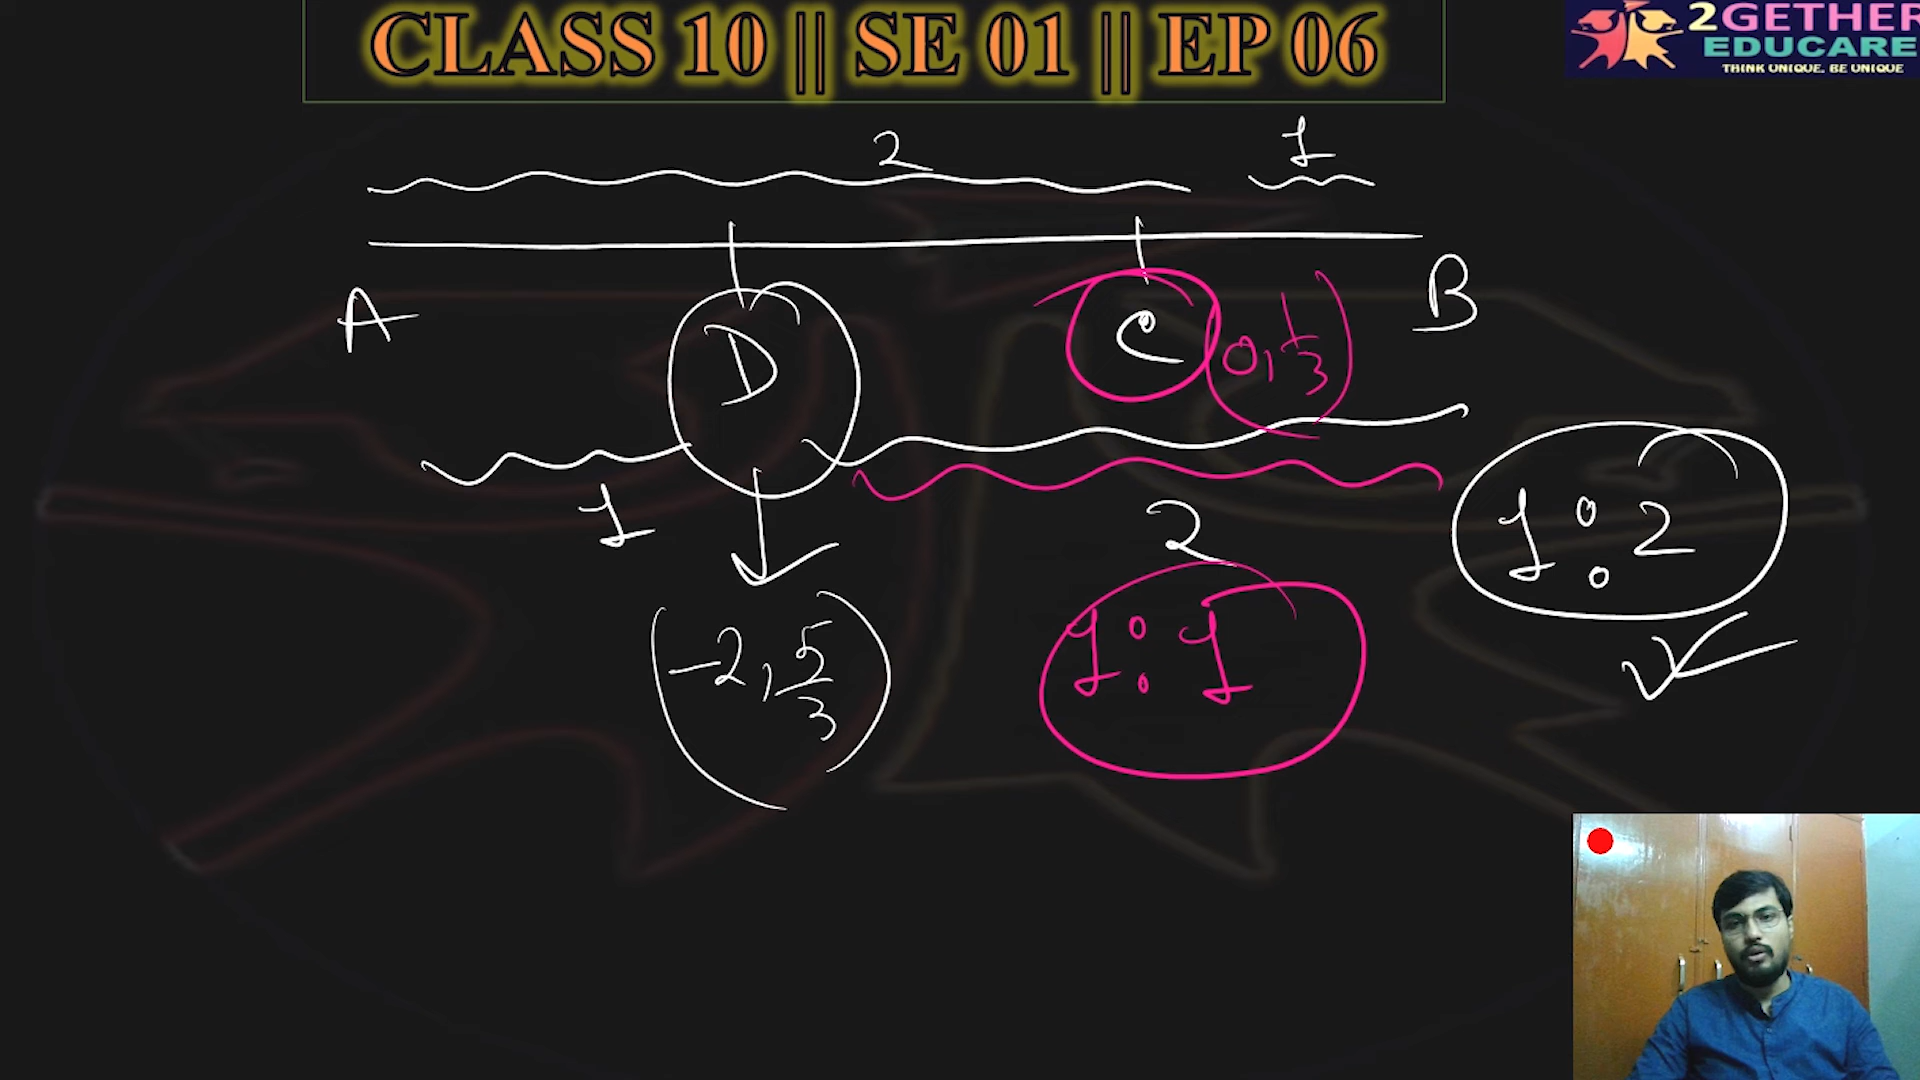 CLASS 10 || SE 01 || EP 06
2GETHER
EDUCARE
THINK UNIQUE, BE UNIQUE
2 1
A D C (0, 1/3) B
1 2 1:2
(-2, 5/3) 1:1